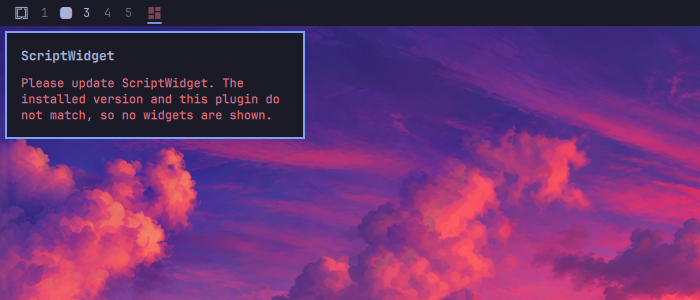 1 3 4 5
ScriptWidget
Please update ScriptWidget. The
installed version and this plugin do
not match, so no widgets are shown.